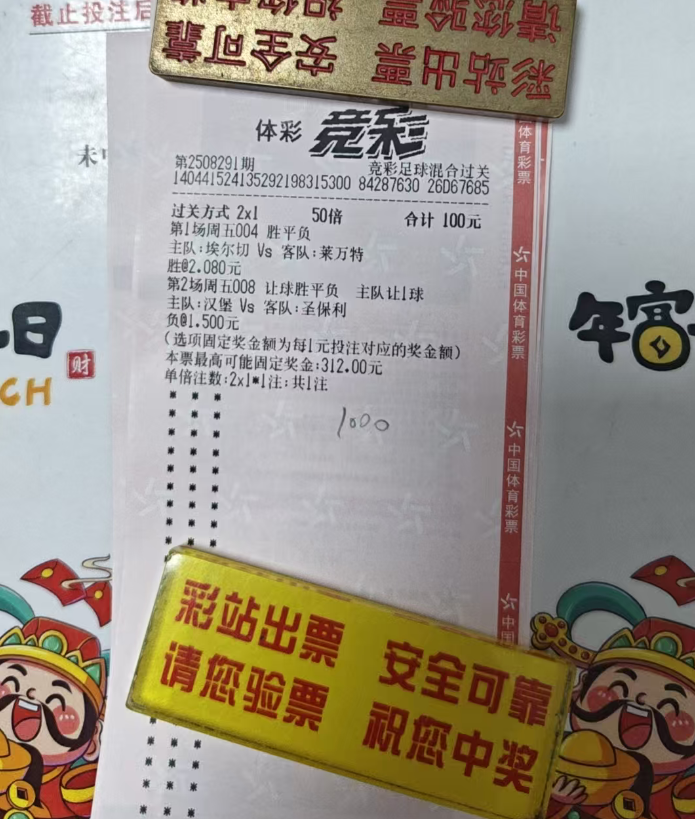 截止投注后
彩站出票
安全可靠
请您验票
体彩 竞彩
未
第2508291期 竞彩足球混合过关
140441524135292198315300 84287630 26D67685
过关方式 2x1 50倍 合计 100元
第1场周五004 胜平负
主队:埃尔切 Vs 客队:莱万特
胜@2.080元
第2场周五008 让球胜平负 主队让1球
主队:汉堡 Vs 客队:圣保利
负@1.500元
(选项固定奖金额为每1元投注对应的奖金额)
本票最高可能固定奖金:312.00元
单倍注数:2x1*1注:共1注
1000
体育彩票
中国体育彩票
中国体育彩票
中国
日
财
CH
年富
彩站出票 安全可靠
请您验票 祝您中奖